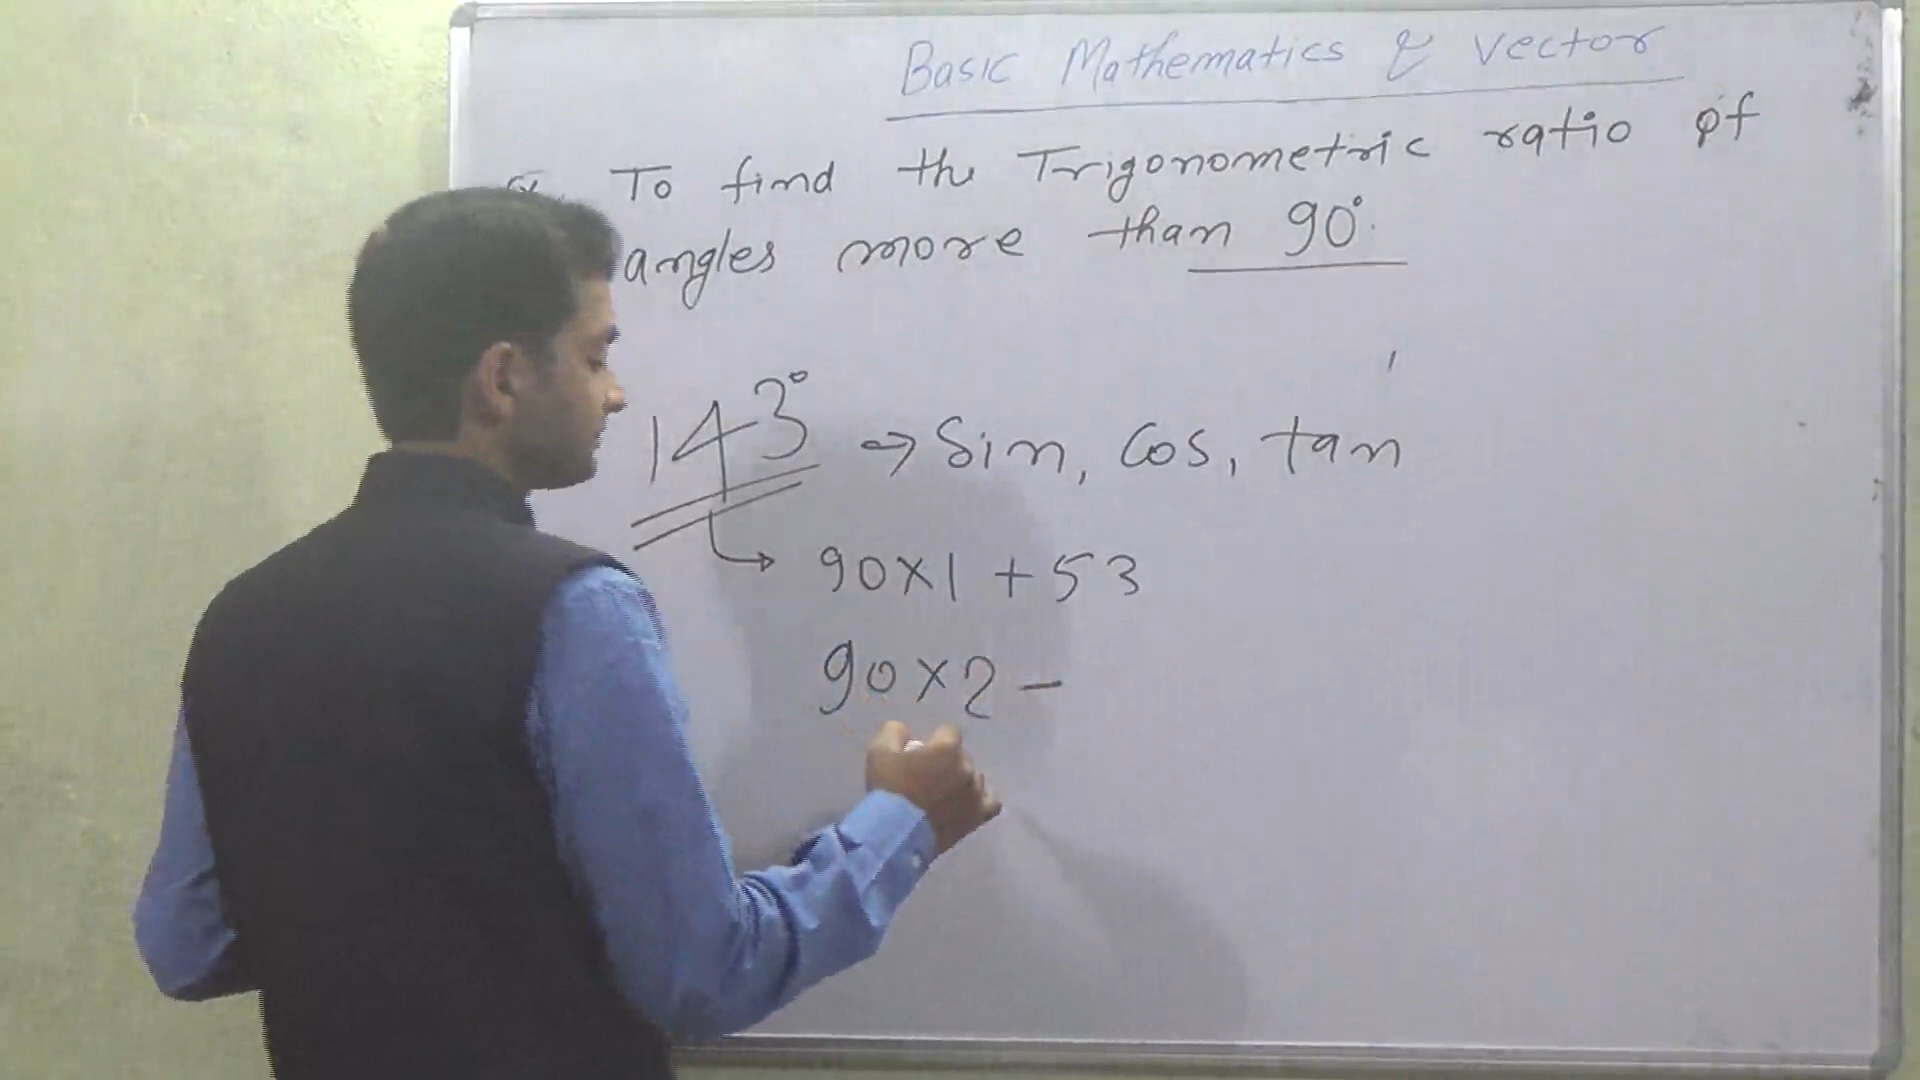 Basic Mathematics & Vector
To find the Trigonometric ratio of
angles more than 90°.
143° → Sin, Cos, tan
90×1 + 53
90×2 −